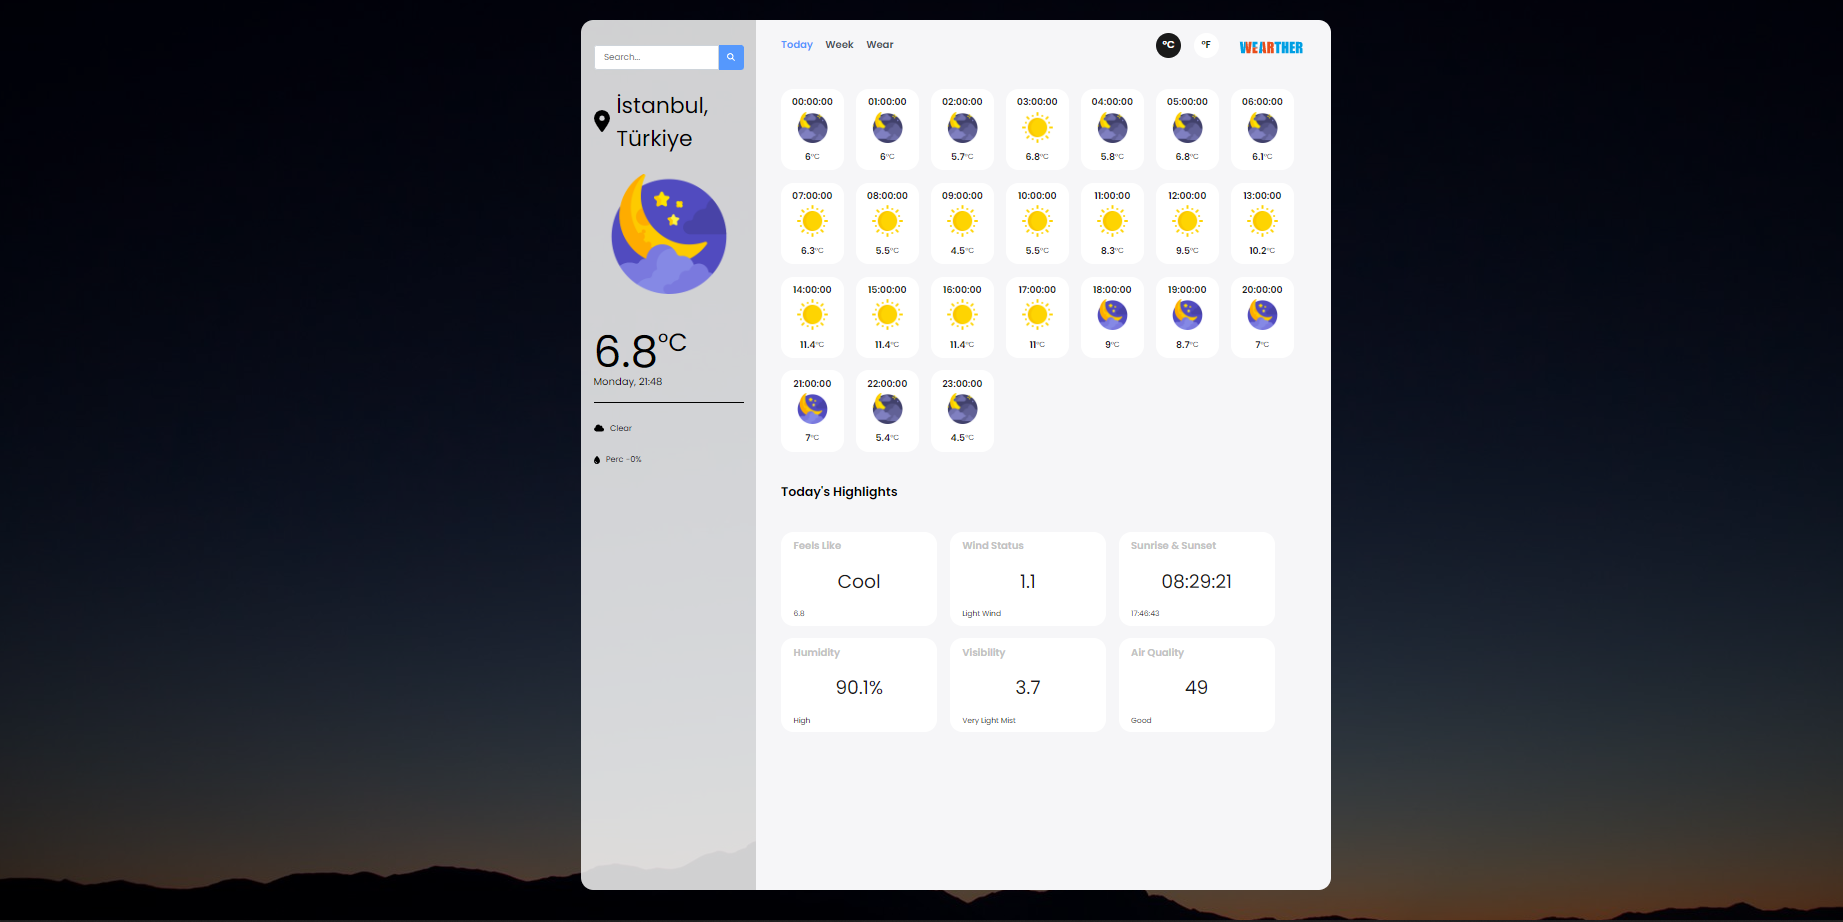 Search...
İstanbul,
Türkiye
6.8°C
Monday, 21:48
Clear
Perc -0%
Today Week Wear °C °F WEARTHER
00:00:00 01:00:00 02:00:00 03:00:00 04:00:00 05:00:00 06:00:00
6°C 6°C 5.7°C 6.8°C 5.8°C 6.8°C 6.1°C
07:00:00 08:00:00 09:00:00 10:00:00 11:00:00 12:00:00 13:00:00
6.3°C 5.5°C 4.5°C 5.5°C 8.3°C 9.5°C 10.2°C
14:00:00 15:00:00 16:00:00 17:00:00 18:00:00 19:00:00 20:00:00
11.4°C 11.4°C 11.4°C 11°C 9°C 8.7°C 7°C
21:00:00 22:00:00 23:00:00
7°C 5.4°C 4.5°C
Today's Highlights
Feels Like Wind Status Sunrise & Sunset
Cool 1.1 08:29:21
6.8 Light Wind 17:46:43
Humidity Visibility Air Quality
90.1% 3.7 49
High Very Light Mist Good